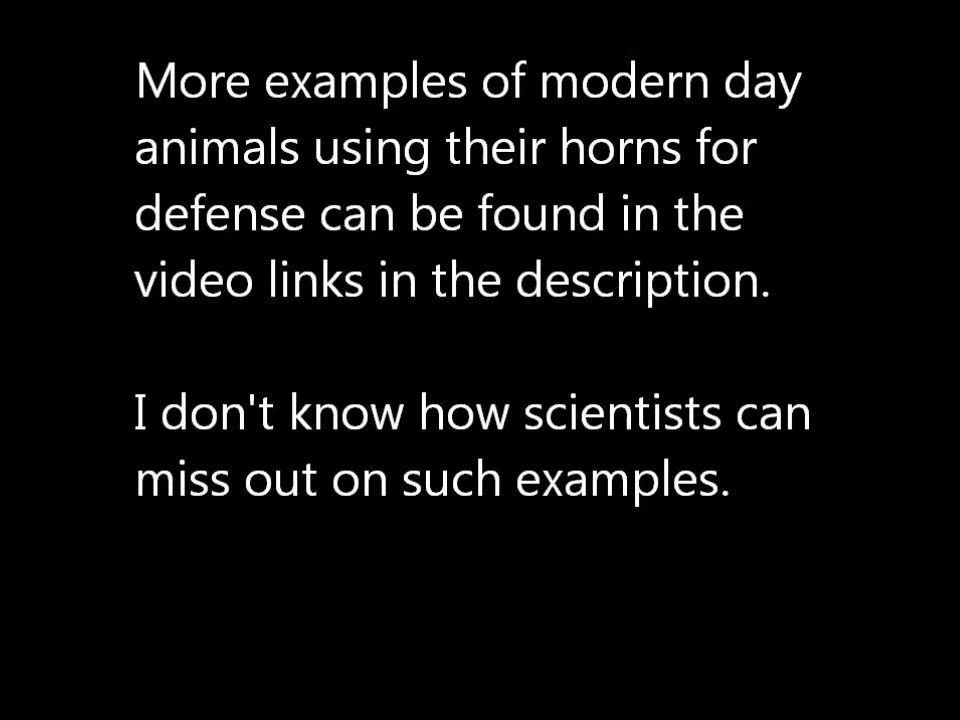 More examples of modern day
animals using their horns for
defense can be found in the
video links in the description.
I don't know how scientists can
miss out on such examples.